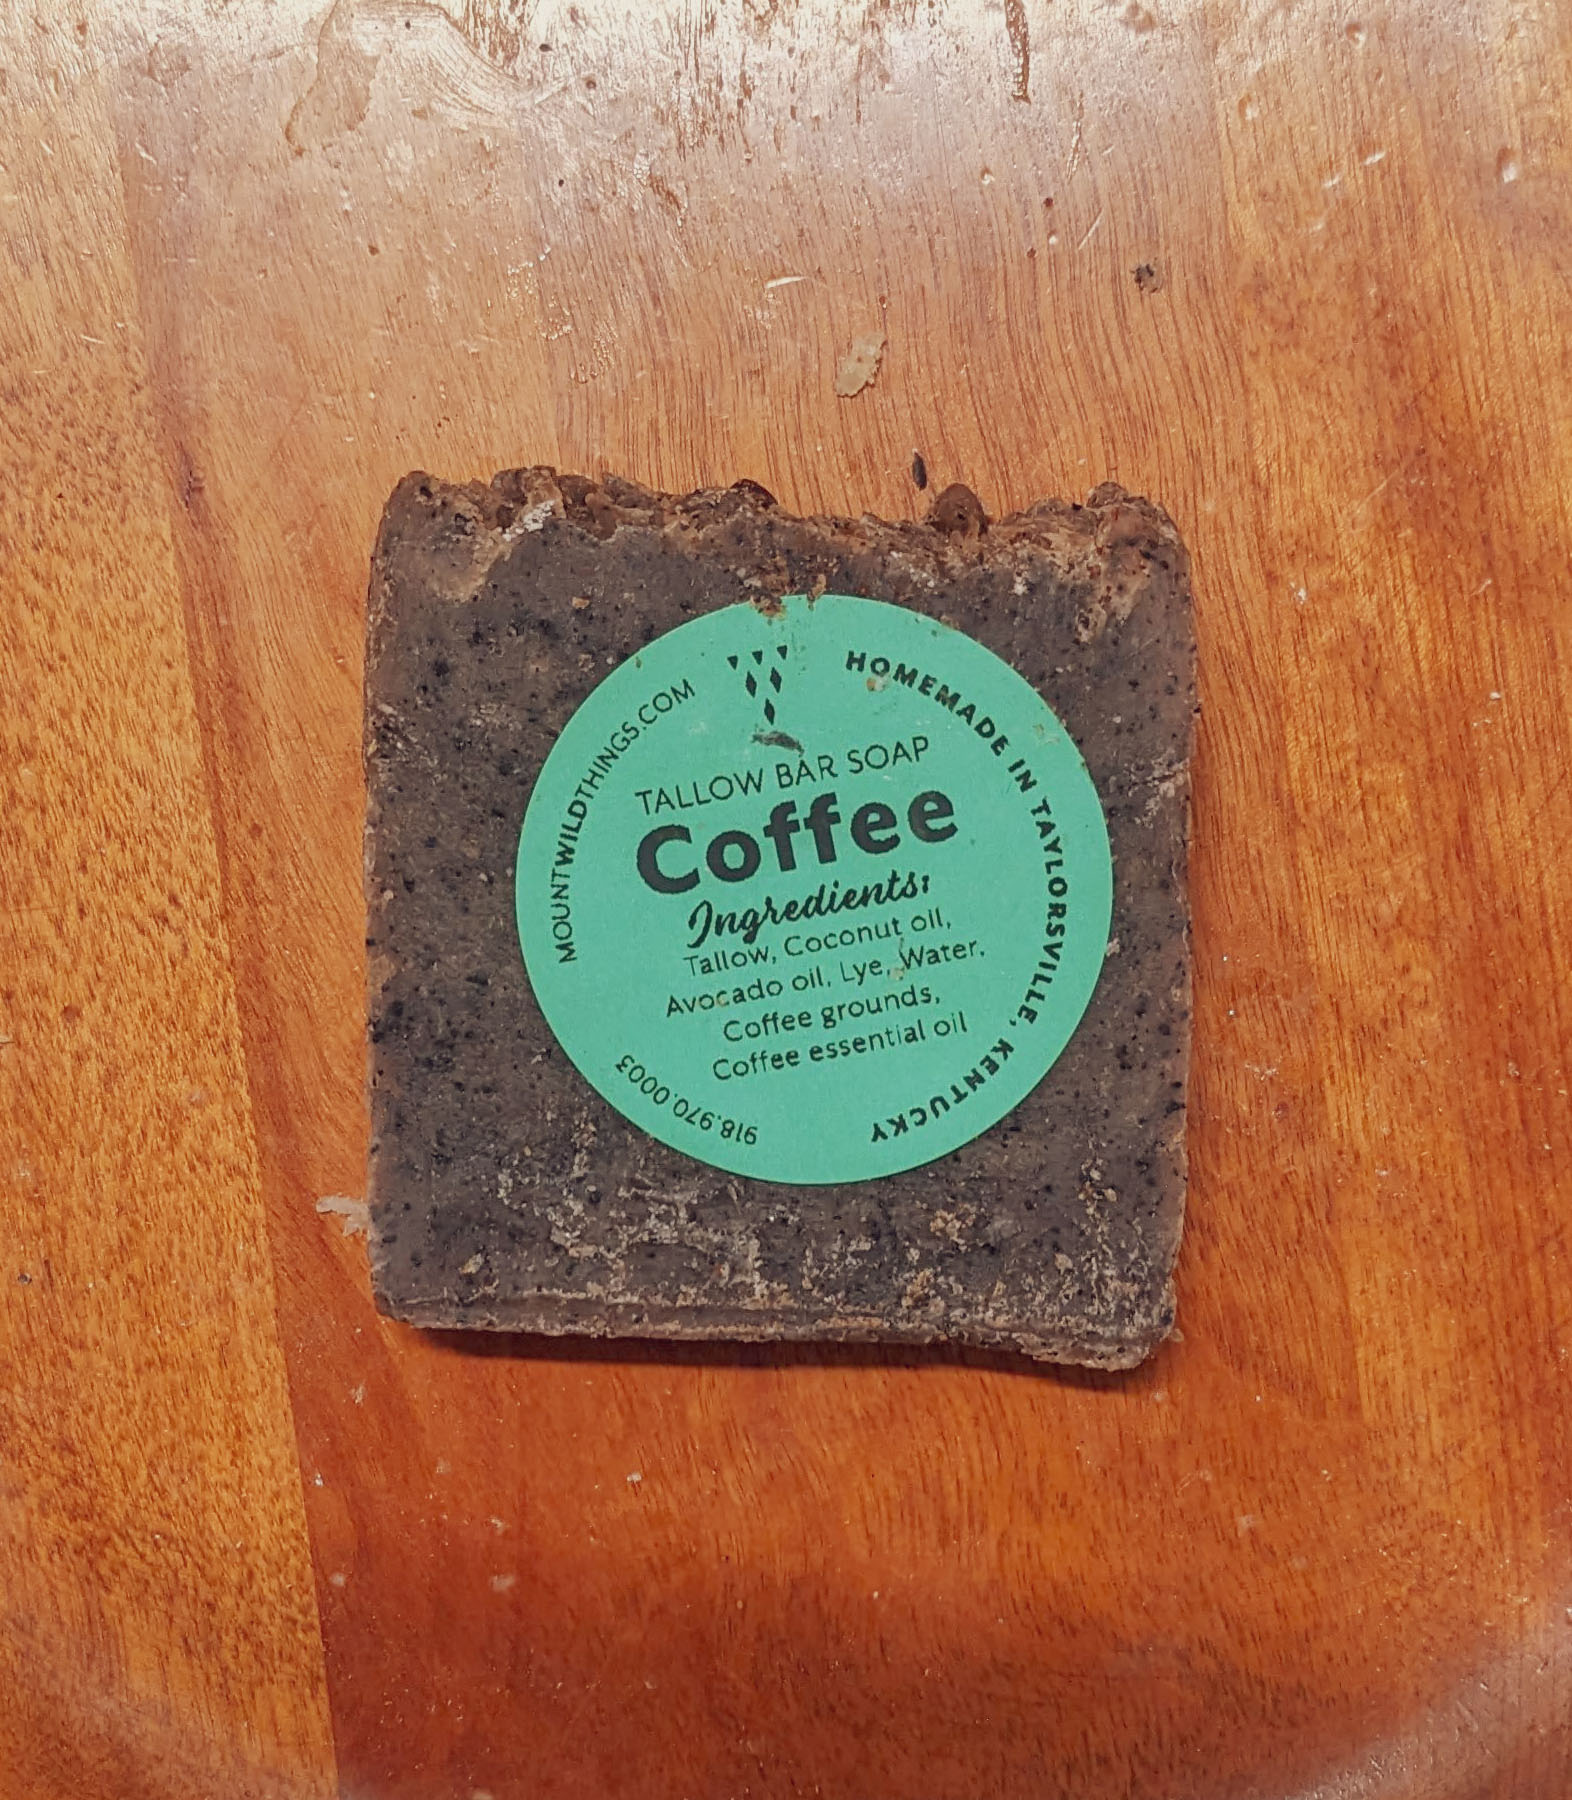 MOUNTWILDTHINGS.COM
HOMEMADE IN TAYLORSVILLE, KENTUCKY
TALLOW BAR SOAP
Coffee
Ingredients:
Tallow, Coconut oil,
Avocado oil, Lye, Water,
Coffee grounds,
Coffee essential oil
918.970.0003